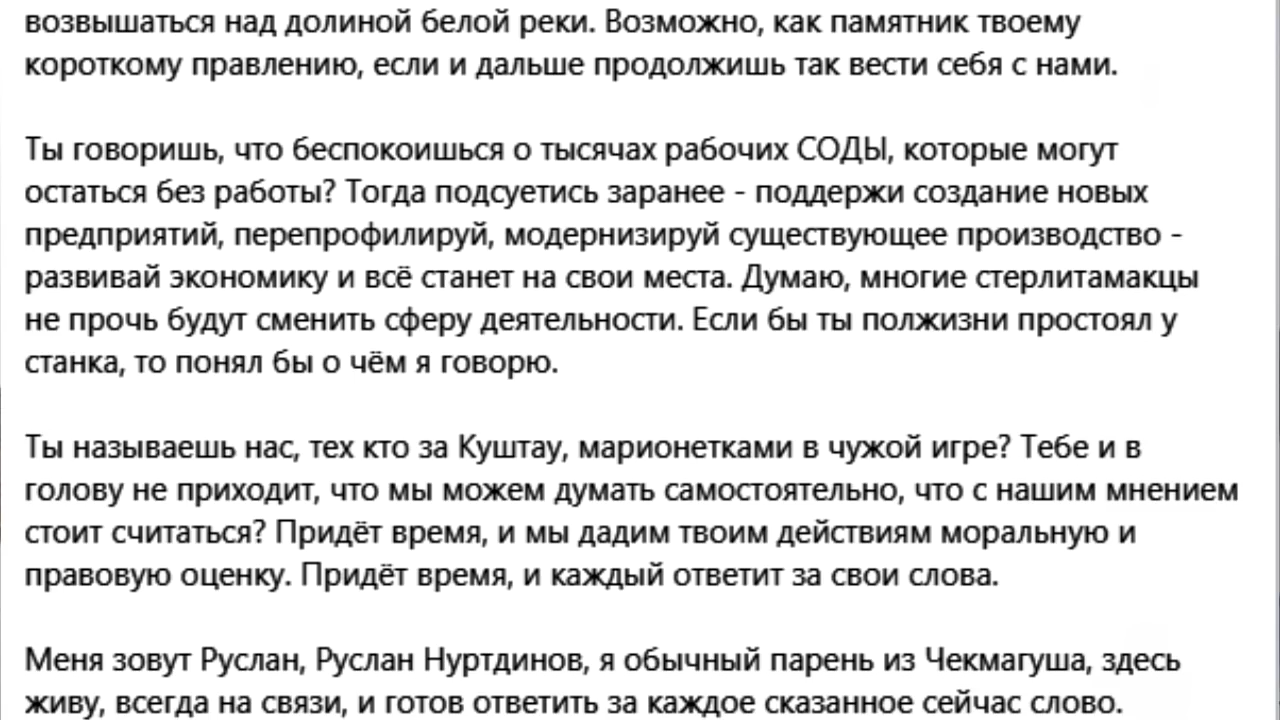 возвышаться над долиной белой реки. Возможно, как памятник твоему
короткому правлению, если и дальше продолжишь так вести себя с нами.
Ты говоришь, что беспокоишься о тысячах рабочих СОДЫ, которые могут
остаться без работы? Тогда подсуетись заранее - поддержи создание новых
предприятий, перепрофилируй, модернизируй существующее производство -
развивай экономику и всё станет на свои места. Думаю, многие стерлитамакцы
не прочь будут сменить сферу деятельности. Если бы ты полжизни простоял у
станка, то понял бы о чём я говорю.
Ты называешь нас, тех кто за Куштау, марионетками в чужой игре? Тебе и в
голову не приходит, что мы можем думать самостоятельно, что с нашим мнением
стоит считаться? Придёт время, и мы дадим твоим действиям моральную и
правовую оценку. Придёт время, и каждый ответит за свои слова.
Меня зовут Руслан, Руслан Нуртдинов, я обычный парень из Чекмагуша, здесь
живу, всегда на связи, и готов ответить за каждое сказанное сейчас слово.